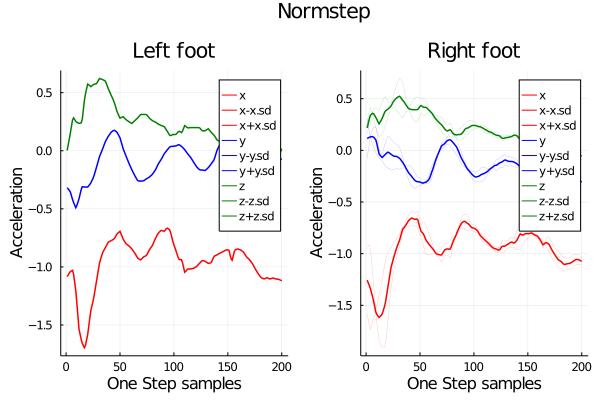 Normstep
Left foot
Right foot
Acceleration
0.5
0.0
−0.5
−1.0
−1.5
0
50
100
150
200
One Step samples
x
x-x.sd
x+x.sd
y
y-y.sd
y+y.sd
z
z-z.sd
z+z.sd
Acceleration
0.5
0.0
−0.5
−1.0
−1.5
0
50
100
150
200
One Step samples
x
x-x.sd
x+x.sd
y
y-y.sd
y+y.sd
z
z-z.sd
z+z.sd